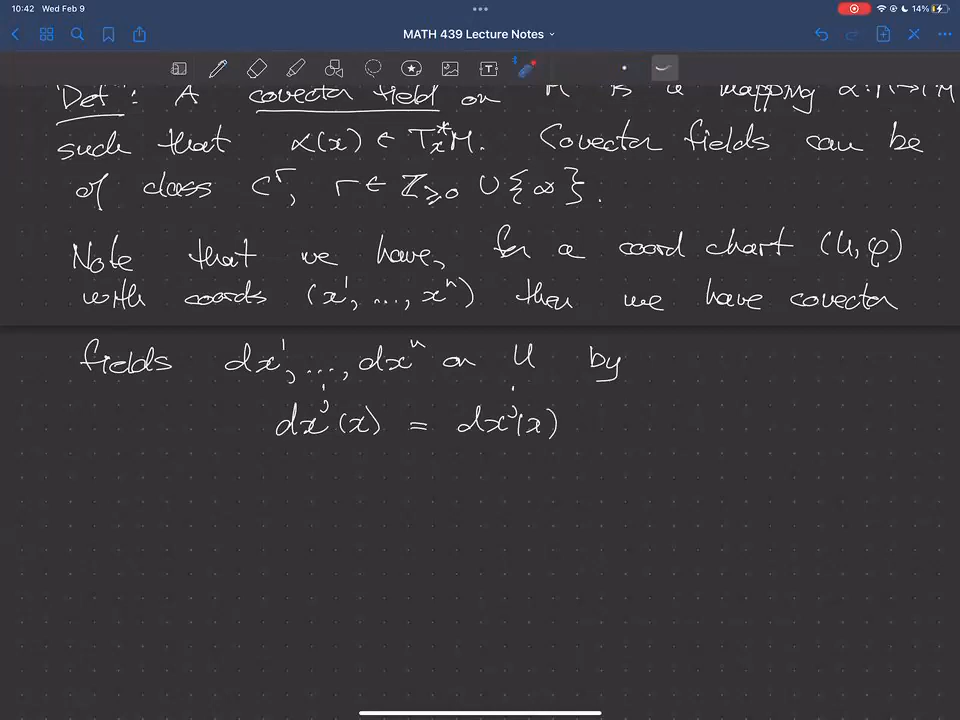 10:42 Wed Feb 9
14%
MATH 439 Lecture Notes
Def: A covector field on M is a mapping α: M→T*M
such that α(x) ∈ T*ₓM. Covector fields can be
of class Cʳ, r ∈ ℤ≥0 ∪ {∞}.
Note that we have, for a coord chart (U,φ)
with coords (x¹, ..., xⁿ) then we have covector
fields dx¹, ..., dxⁿ on U by
dxʲ(x) = dxʲ(x)